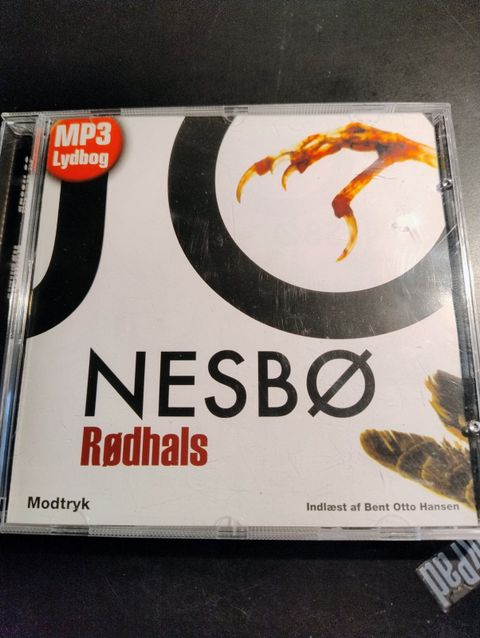 MP3
Lydbog
JO
NESBØ
Rødhals
Modtryk
Indlæst af Bent Otto Hansen